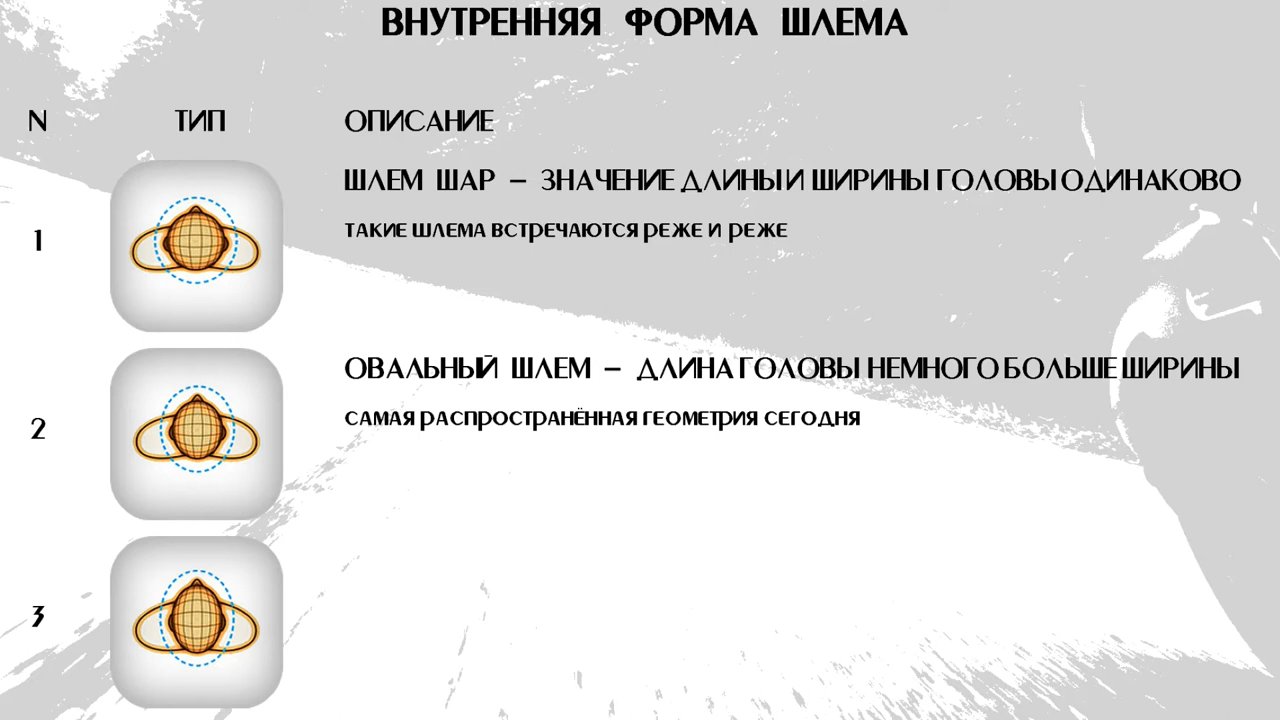 ВНУТРЕННЯЯ ФОРМА ШЛЕМА
N ТИП ОПИСАНИЕ
ШЛЕМ ШАР – ЗНАЧЕНИЕ ДЛИНЫ И ШИРИНЫ ГОЛОВЫ ОДИНАКОВО
1 ТАКИЕ ШЛЕМА ВСТРЕЧАЮТСЯ РЕЖЕ И РЕЖЕ
ОВАЛЬНЫЙ ШЛЕМ – ДЛИНА ГОЛОВЫ НЕМНОГО БОЛЬШЕ ШИРИНЫ
2 САМАЯ РАСПРОСТРАНЁННАЯ ГЕОМЕТРИЯ СЕГОДНЯ
3